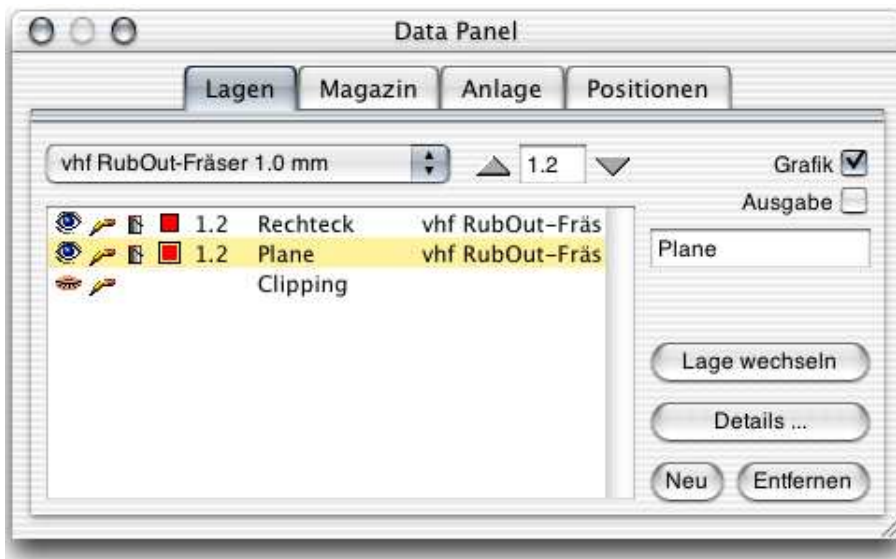 Data Panel
Lagen Magazin Anlage Positionen
vhf RubOut-Fräser 1.0 mm 1.2 Grafik
Ausgabe
1.2 Rechteck vhf RubOut-Fräs
1.2 Plane vhf RubOut-Fräs
Plane
Clipping
Lage wechseln
Details ...
Neu Entfernen